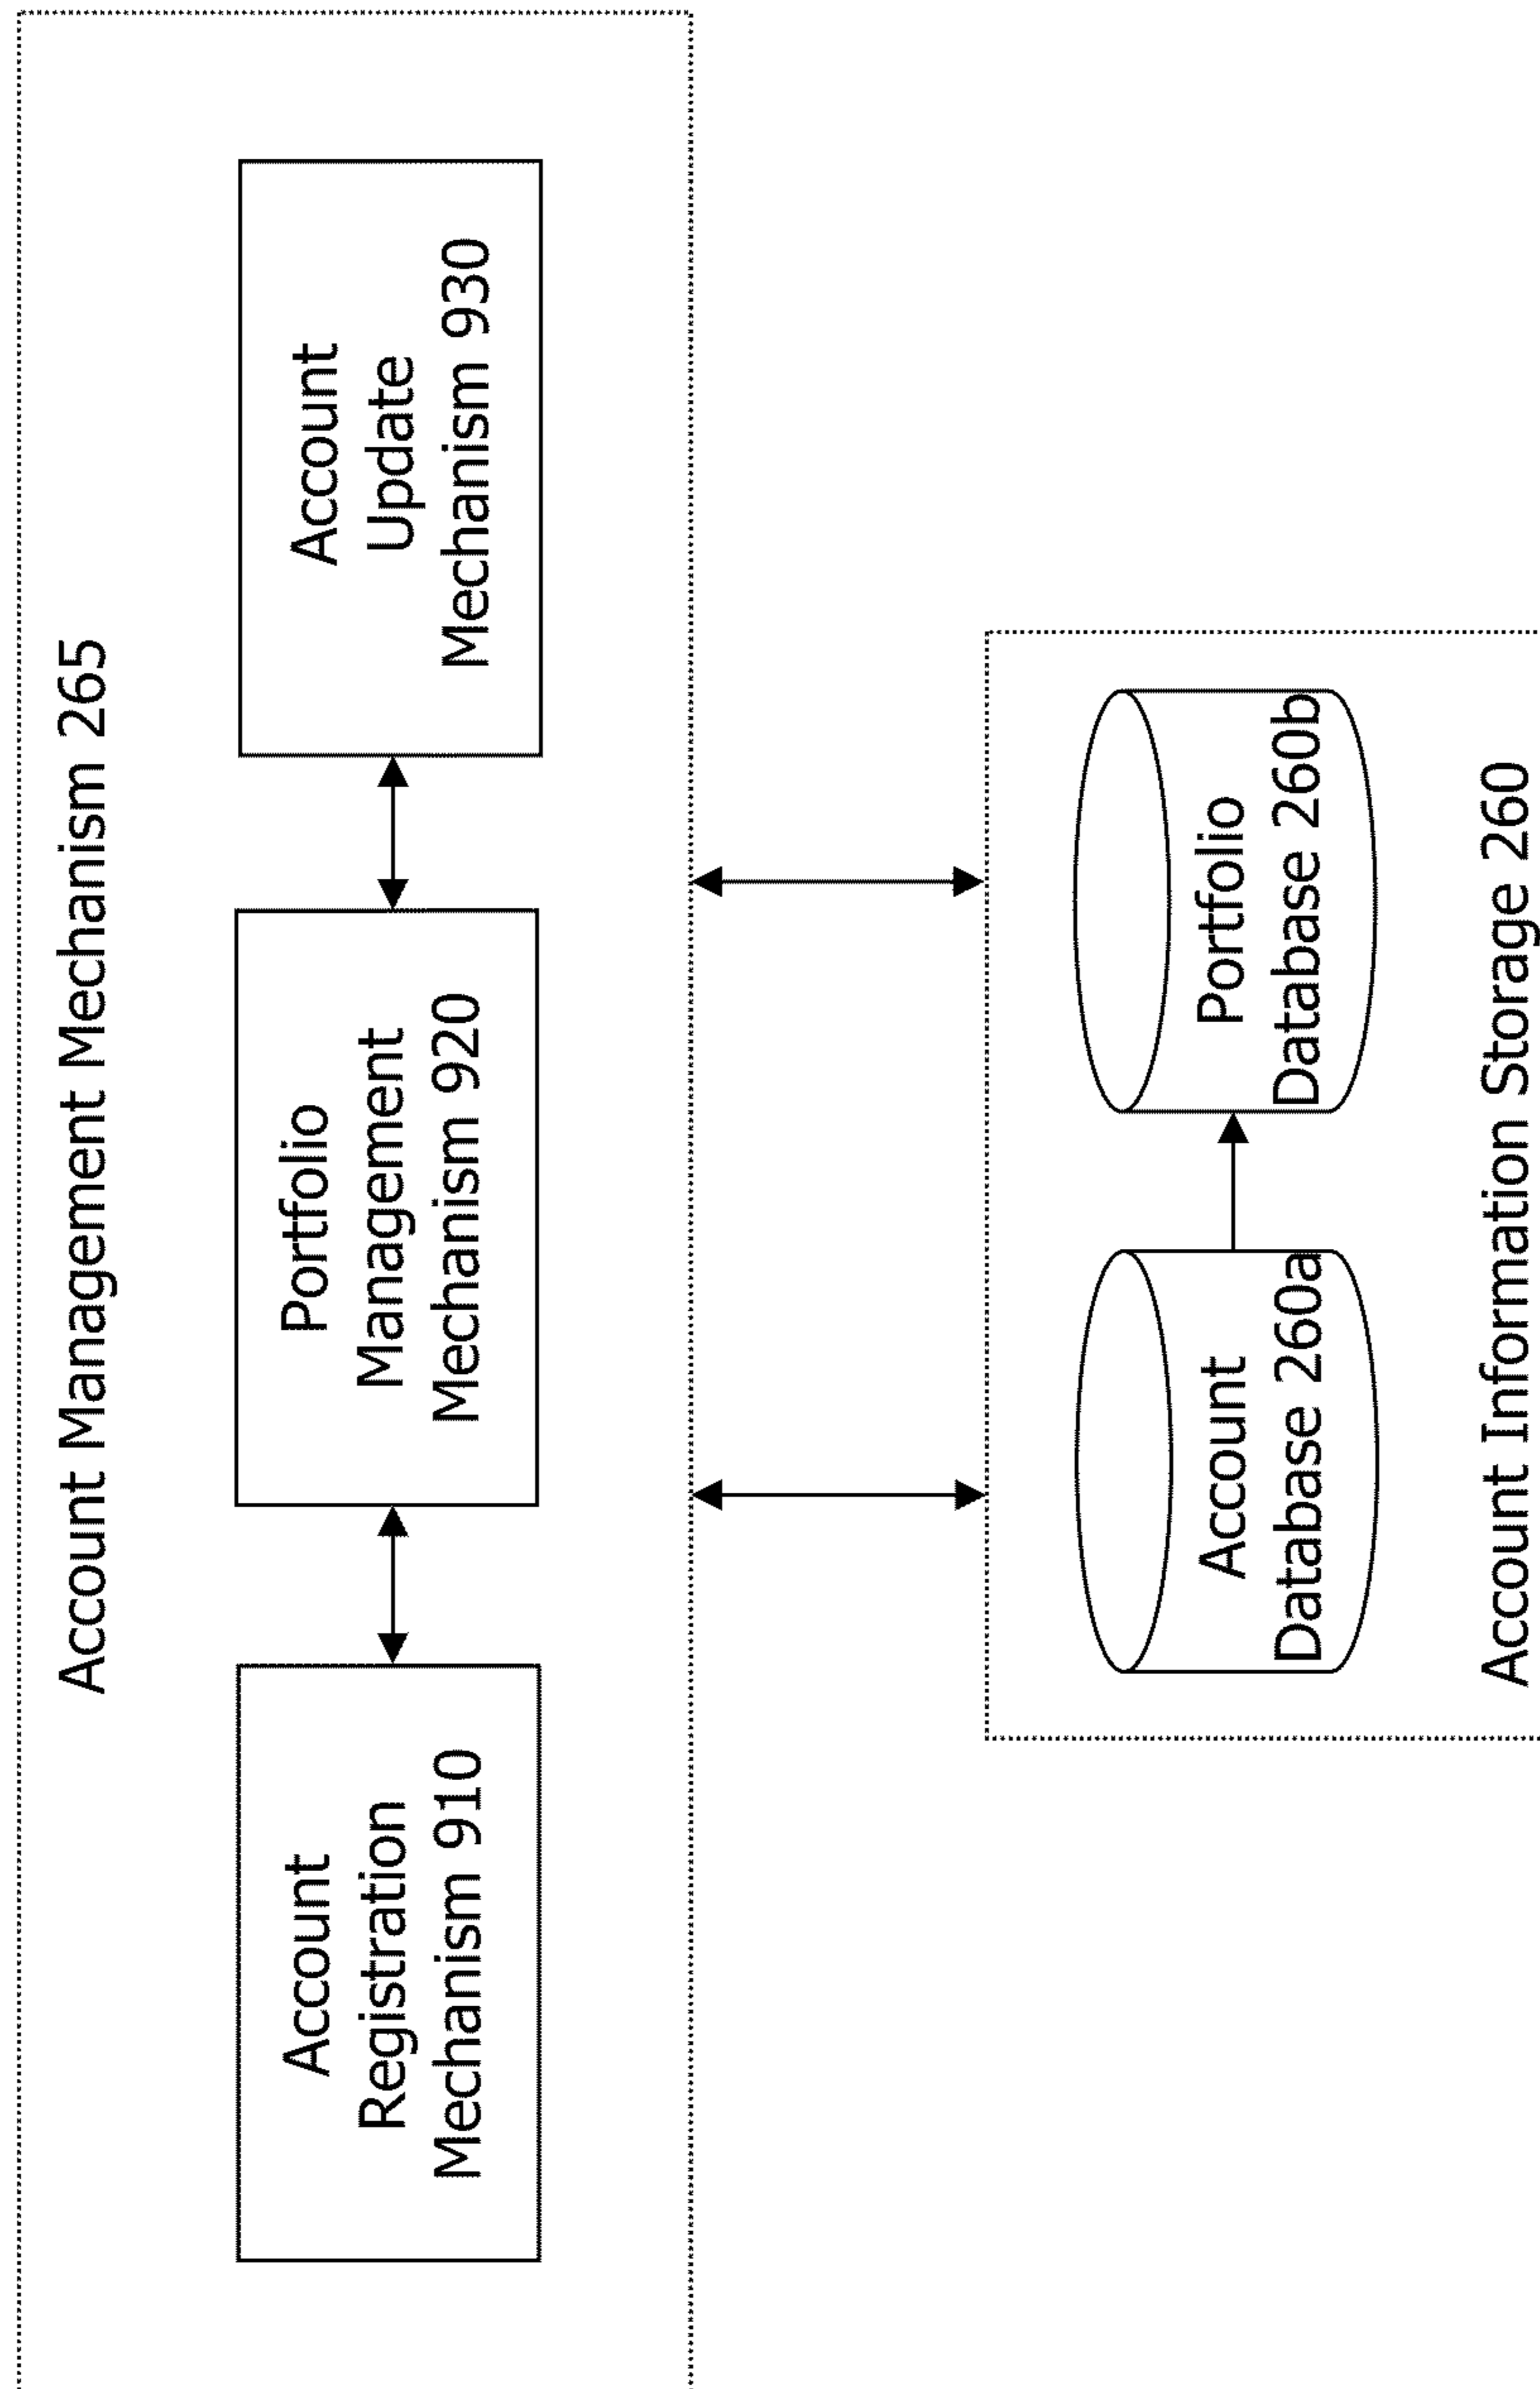 Account Management Mechanism 265
Account
Registration
Mechanism 910
Portfolio
Management
Mechanism 920
Account
Update
Mechanism 930
Account
Database 260a
Portfolio
Database 260b
Account Information Storage 260